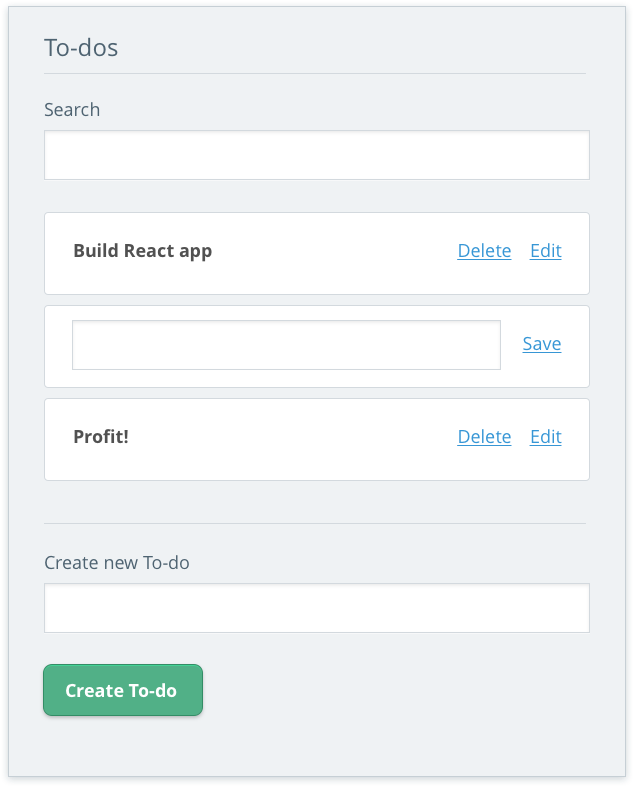 To-dos
Search
Build React app Delete Edit
Save
Profit! Delete Edit
Create new To-do
Create To-do